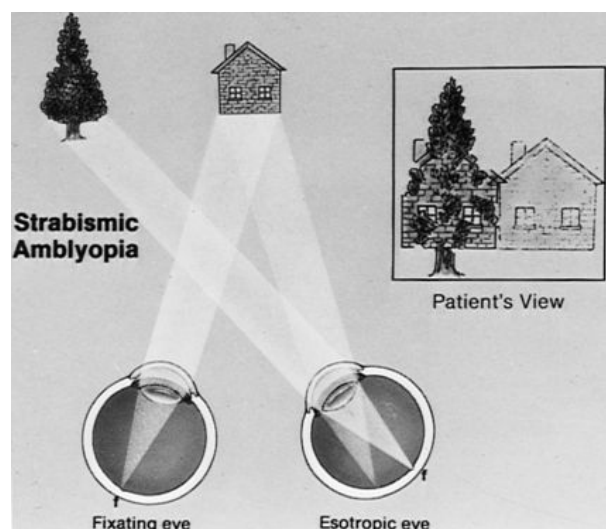 Strabismic
Amblyopia
Patient's View
f
f
Fixating eye
Esotropic eye